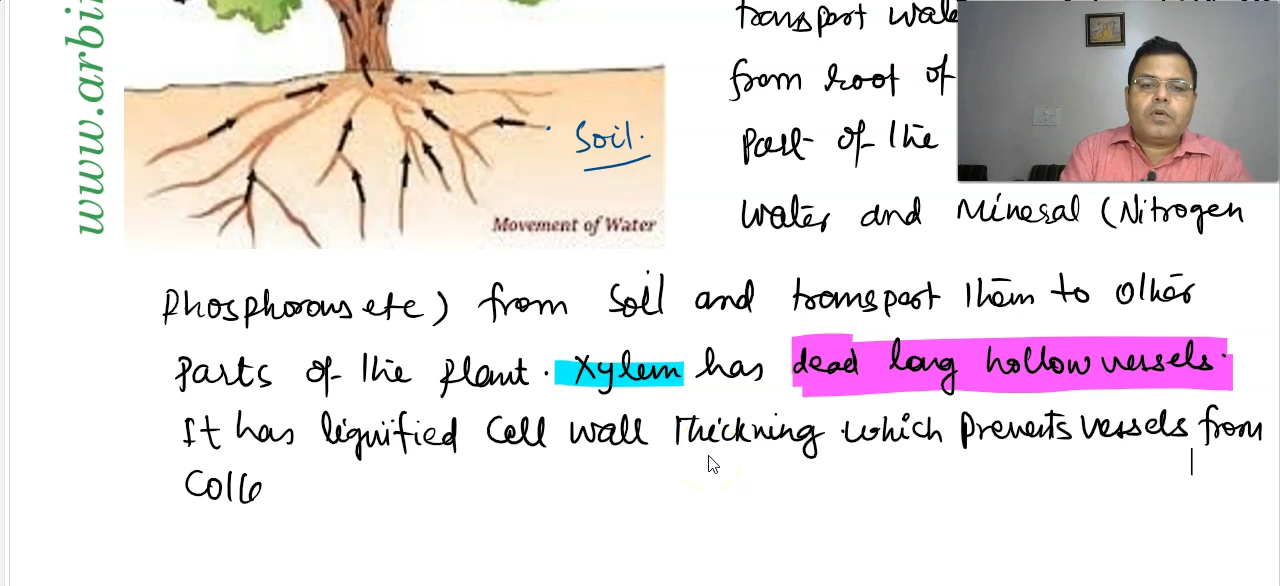 www.arbin
transport wate
from root of
Part of the
Soil.
Movement of Water
water and Mineral (Nitrogen
Phosphorous etc) from soil and transport them to other
parts of the plant. Xylem has dead long hollow vessels.
It has lignified cell wall Thickning which prevents vessels from